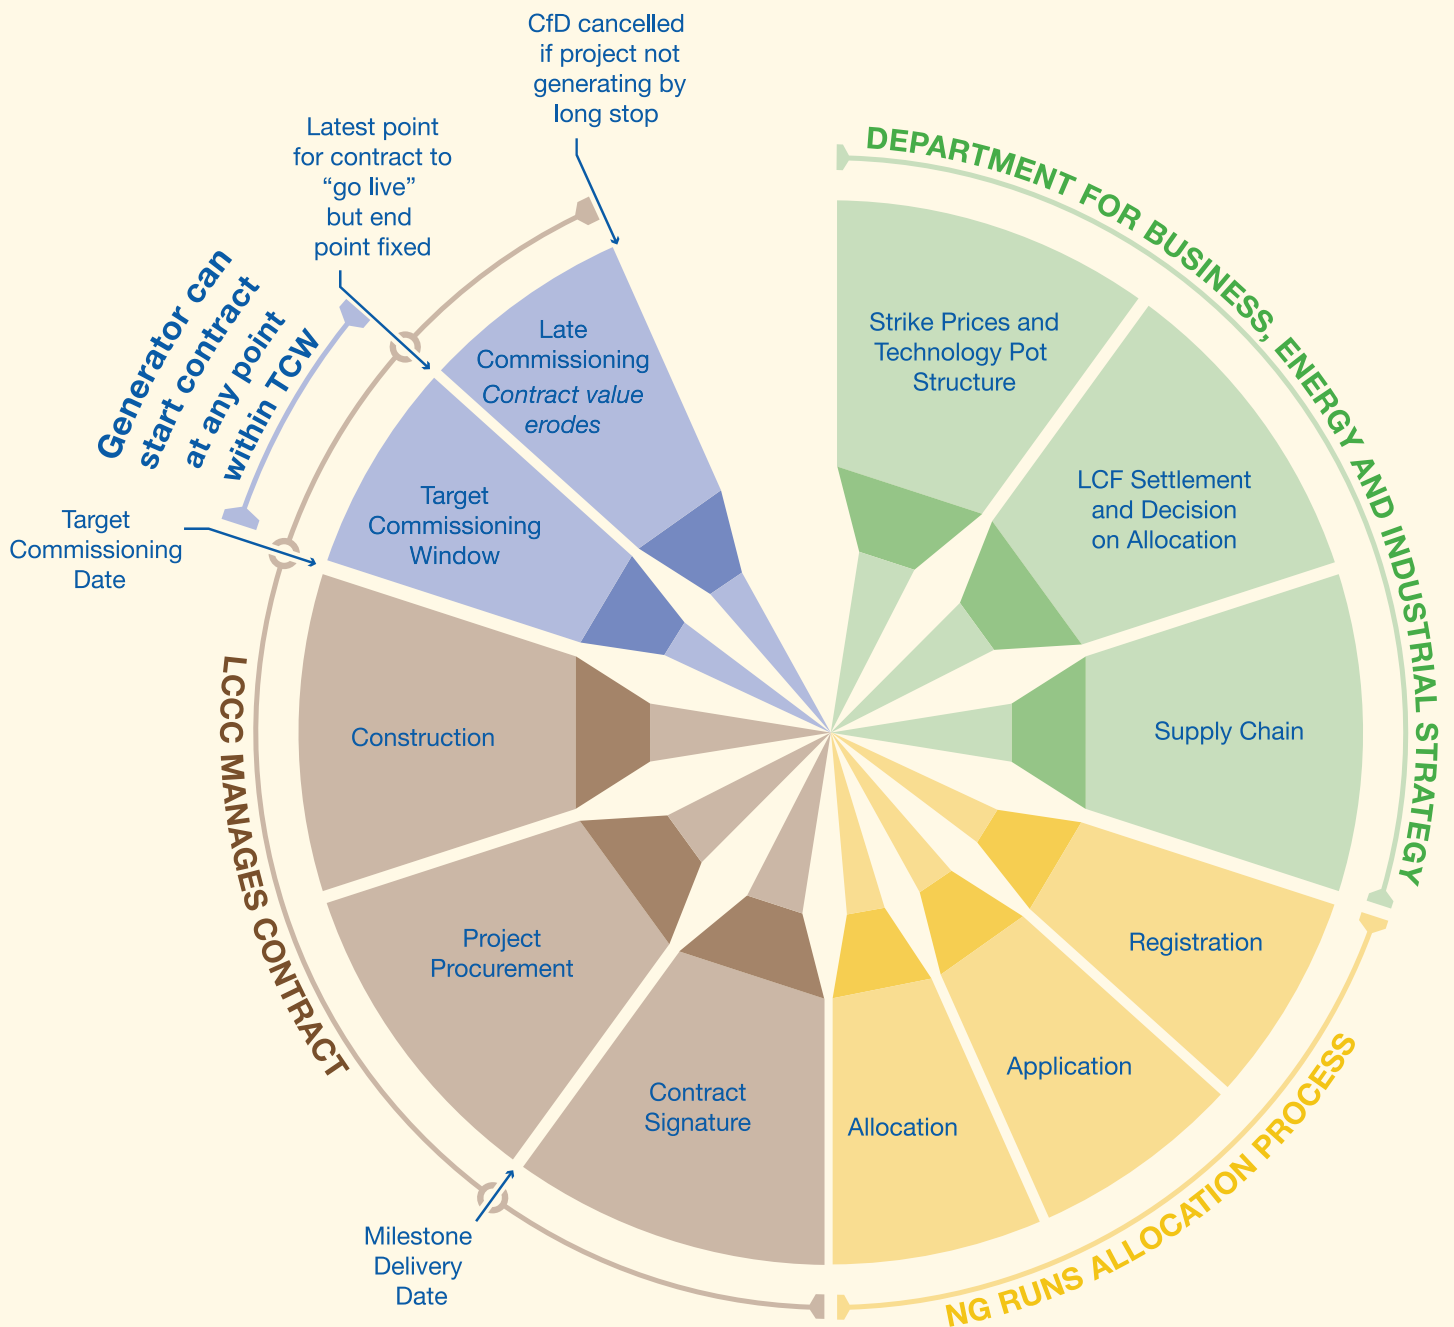 CfD cancelled
if project not
generating by
long stop
Latest point
for contract to
“go live”
but end
point fixed
Generator can
start contract
at any point
within TCW
Target
Commissioning
Date
Late
Commissioning
Contract value
erodes
Target
Commissioning
Window
Construction
Project
Procurement
Contract
Signature
Milestone
Delivery
Date
LCCC MANAGES CONTRACT
DEPARTMENT FOR BUSINESS, ENERGY AND INDUSTRIAL STRATEGY
Strike Prices and
Technology Pot
Structure
LCF Settlement
and Decision
on Allocation
Supply Chain
Registration
Application
Allocation
NG RUNS ALLOCATION PROCESS